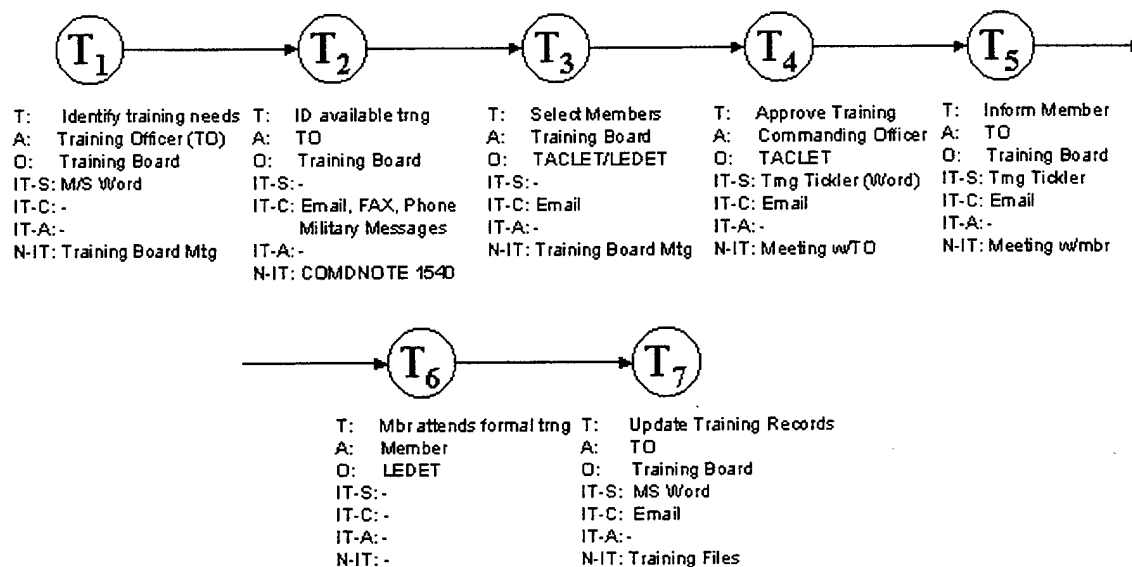 T1
T2
T3
T4
T5
T: Identify training needs
A: Training Officer (TO)
O: Training Board
IT-S: M/S Word
IT-C: -
IT-A: -
N-IT: Training Board Mtg
T: ID available trng
A: TO
O: Training Board
IT-S: -
IT-C: Email, FAX, Phone
Military Messages
IT-A: -
N-IT: COMDNOTE 1540
T: Select Members
A: Training Board
O: TACLET/LEDET
IT-S: -
IT-C: Email
IT-A: -
N-IT: Training Board Mtg
T: Approve Training
A: Commanding Officer
O: TACLET
IT-S: Trng Tickler (Word)
IT-C: Email
IT-A: -
N-IT: Meeting w/TO
T: Inform Member
A: TO
O: Training Board
IT-S: Trng Tickler
IT-C: Email
IT-A: -
N-IT: Meeting w/mbr
T6
T7
T: Mbr attends formal trng
A: Member
O: LEDET
IT-S: -
IT-C: -
IT-A: -
N-IT: -
T: Update Training Records
A: TO
O: Training Board
IT-S: MS Word
IT-C: Email
IT-A: -
N-IT: Training Files